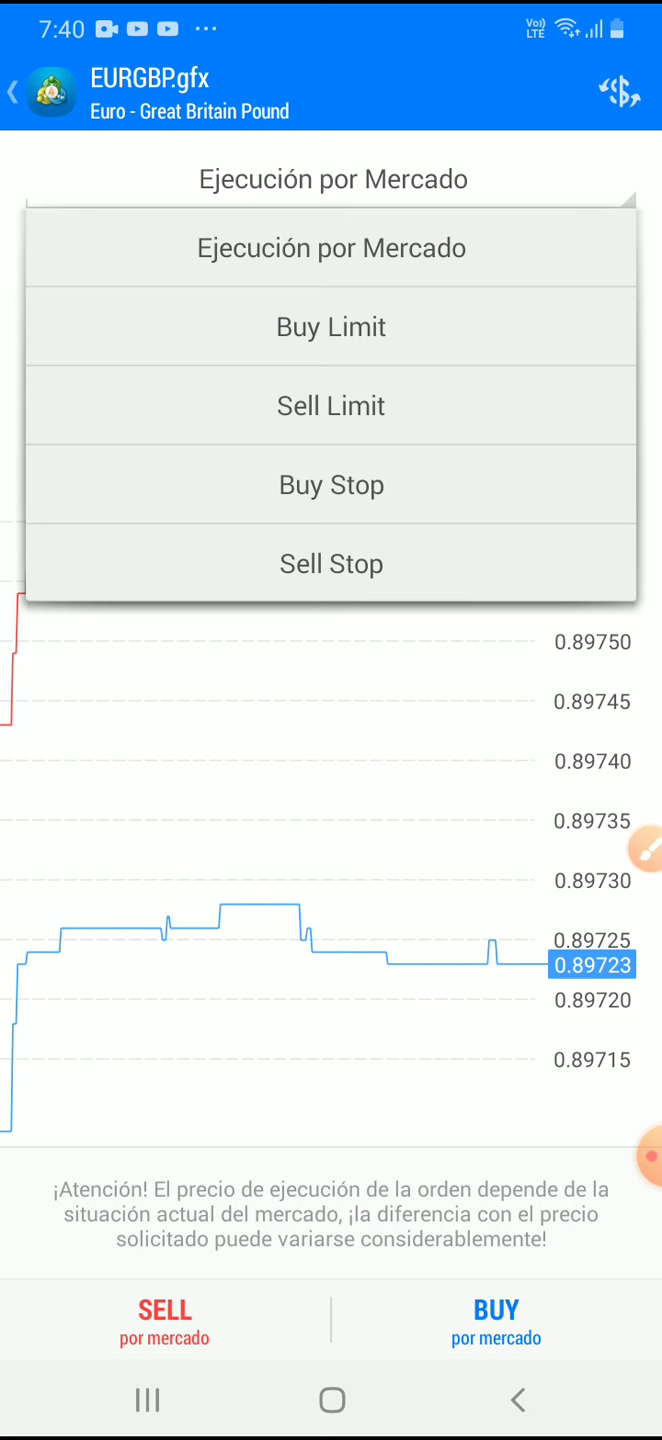 7:40
Vo))
LTE
EURGBP.gfx
Euro - Great Britain Pound
Ejecución por Mercado
Ejecución por Mercado
Buy Limit
Sell Limit
Buy Stop
Sell Stop
0.89750
0.89745
0.89740
0.89735
0.89730
0.89725
0.89723
0.89720
0.89715
¡Atención! El precio de ejecución de la orden depende de la
situación actual del mercado, ¡la diferencia con el precio
solicitado puede variarse considerablemente!
SELL
por mercado
BUY
por mercado